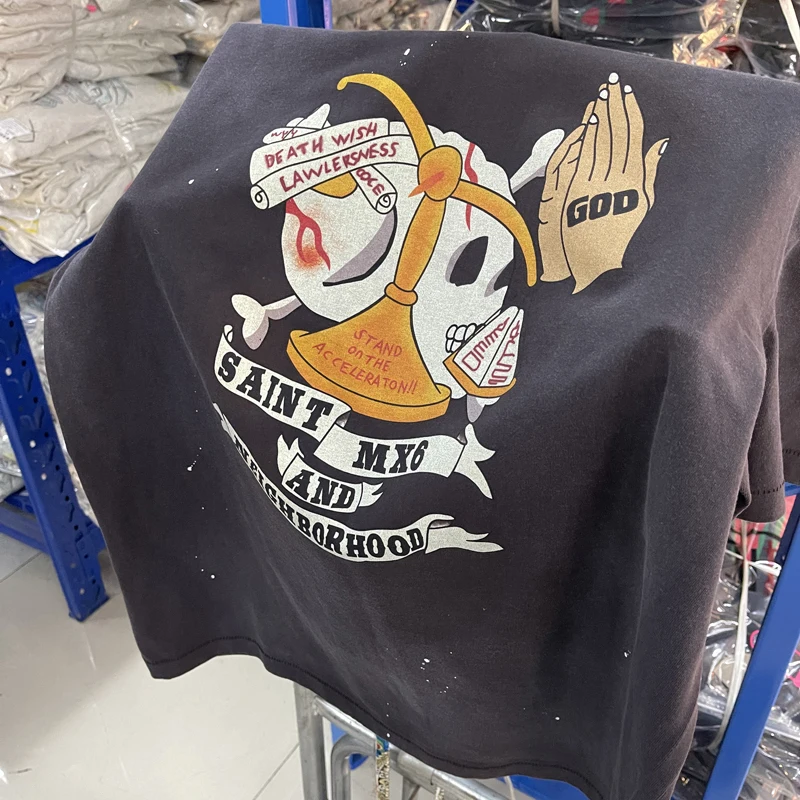 DEATH WISH
LAWLERSNESS
GOD
STAND
ON THE
ACCELERATON!!
SAINT
MX6
AND
NEIGHBORHOOD